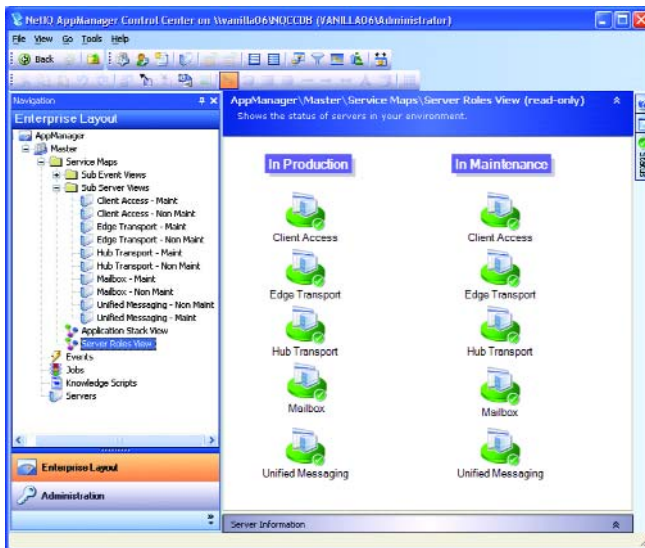 NetIQ AppManager Control Center on \\vanilla06\NQCCDB (VANILLA06\Administrator)
File View Go Tools Help
Back
Navigation
Enterprise Layout
AppManager
Master
Service Maps
Sub Event Views
Sub Server Views
Client Access - Maint
Client Access - Non Maint
Edge Transport - Maint
Edge Transport - Non Maint
Hub Transport - Maint
Hub Transport - Non Maint
Mailbox - Maint
Mailbox - Non Maint
Unified Messaging - Non Maint
Unified Messaging - Maint
Application Stack View
Server Roles View
Events
Jobs
Knowledge Scripts
Servers
Enterprise Layout
Administration
AppManager\Master\Service Maps\Server Roles View (read-only)
Shows the status of servers in your environment.
In Production In Maintenance
Client Access Client Access
Edge Transport Edge Transport
Hub Transport Hub Transport
Mailbox Mailbox
Unified Messaging Unified Messaging
Server Information